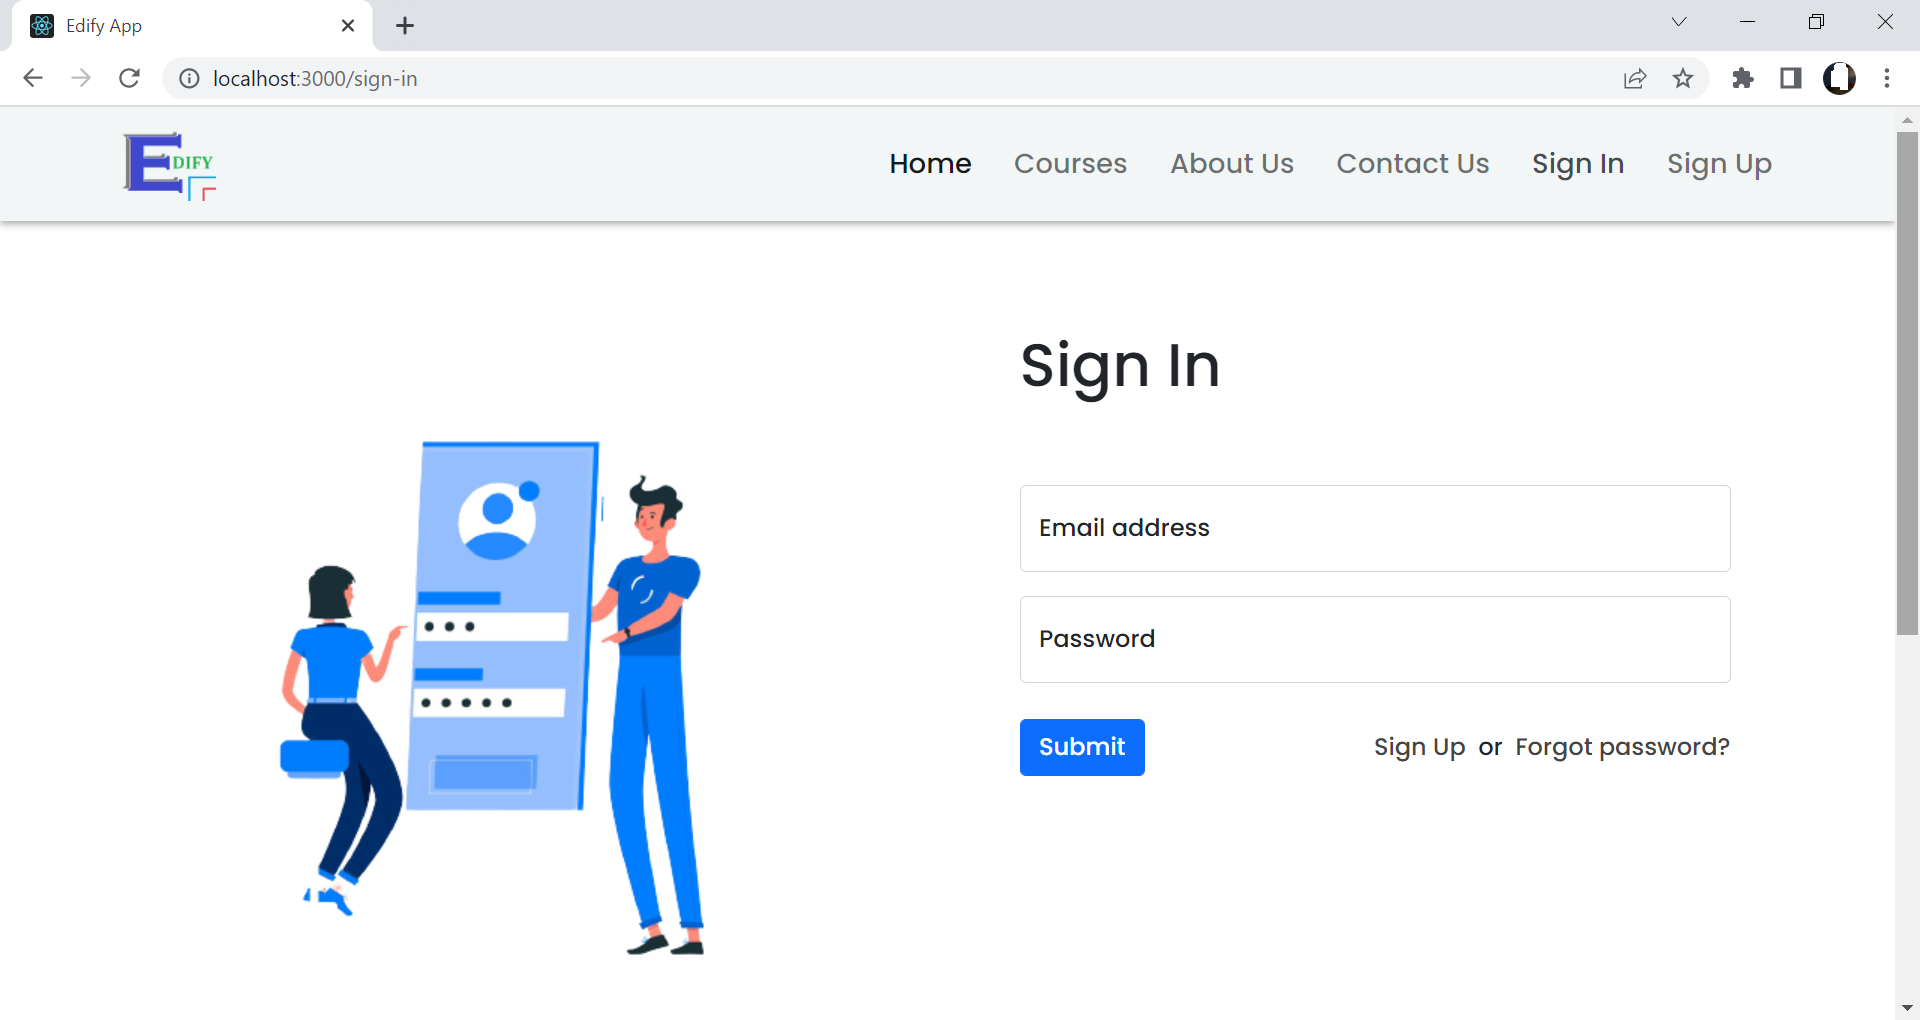 Edify App
localhost:3000/sign-in
EDIFY
Home Courses About Us Contact Us Sign In Sign Up
Sign In
Email address
Password
Submit Sign Up or Forgot password?